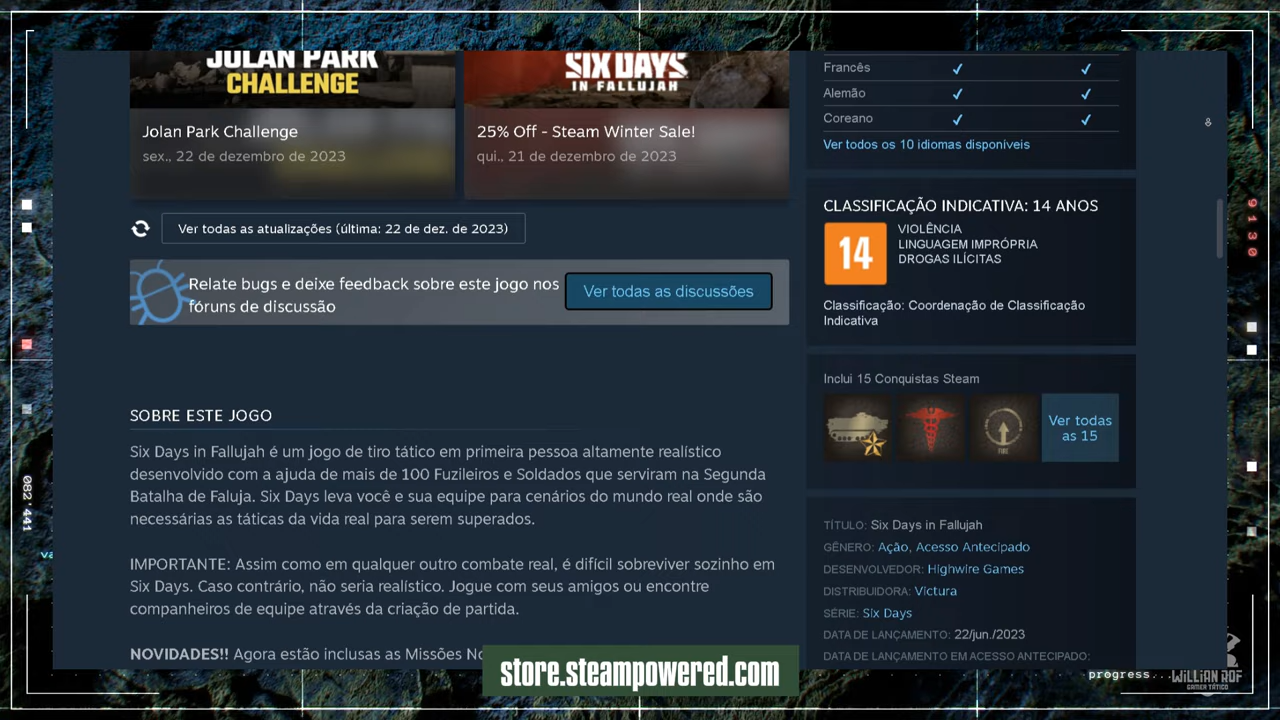 JOLAN PARK
CHALLENGE
Jolan Park Challenge
sex., 22 de dezembro de 2023
SIX DAYS
IN FALLUJAH
25% Off - Steam Winter Sale!
qui., 21 de dezembro de 2023
Ver todas as atualizações (última: 22 de dez. de 2023)
Relate bugs e deixe feedback sobre este jogo nos
fóruns de discussão
Ver todas as discussões
SOBRE ESTE JOGO
Six Days in Fallujah é um jogo de tiro tático em primeira pessoa altamente realístico
desenvolvido com a ajuda de mais de 100 Fuzileiros e Soldados que serviram na Segunda
Batalha de Faluja. Six Days leva você e sua equipe para cenários do mundo real onde são
necessárias as táticas da vida real para serem superados.
IMPORTANTE: Assim como em qualquer outro combate real, é difícil sobreviver sozinho em
Six Days. Caso contrário, não seria realístico. Jogue com seus amigos ou encontre
companheiros de equipe através da criação de partida.
NOVIDADES!! Agora estão inclusas as Missões
Francês
Alemão
Coreano
Ver todos os 10 idiomas disponíveis
CLASSIFICAÇÃO INDICATIVA: 14 ANOS
14
VIOLÊNCIA
LINGUAGEM IMPRÓPRIA
DROGAS ILÍCITAS
Classificação: Coordenação de Classificação
Indicativa
Inclui 15 Conquistas Steam
FIRE
Ver todas
as 15
TÍTULO: Six Days in Fallujah
GÊNERO: Ação, Acesso Antecipado
DESENVOLVEDOR: Highwire Games
DISTRIBUIDORA: Victura
SÉRIE: Six Days
DATA DE LANÇAMENTO: 22/jun./2023
DATA DE LANÇAMENTO EM ACESSO ANTECIPADO:
store.steampowered.com
082'441
9130
progress...
WILLIAN ROF
GAMER TÁTICO